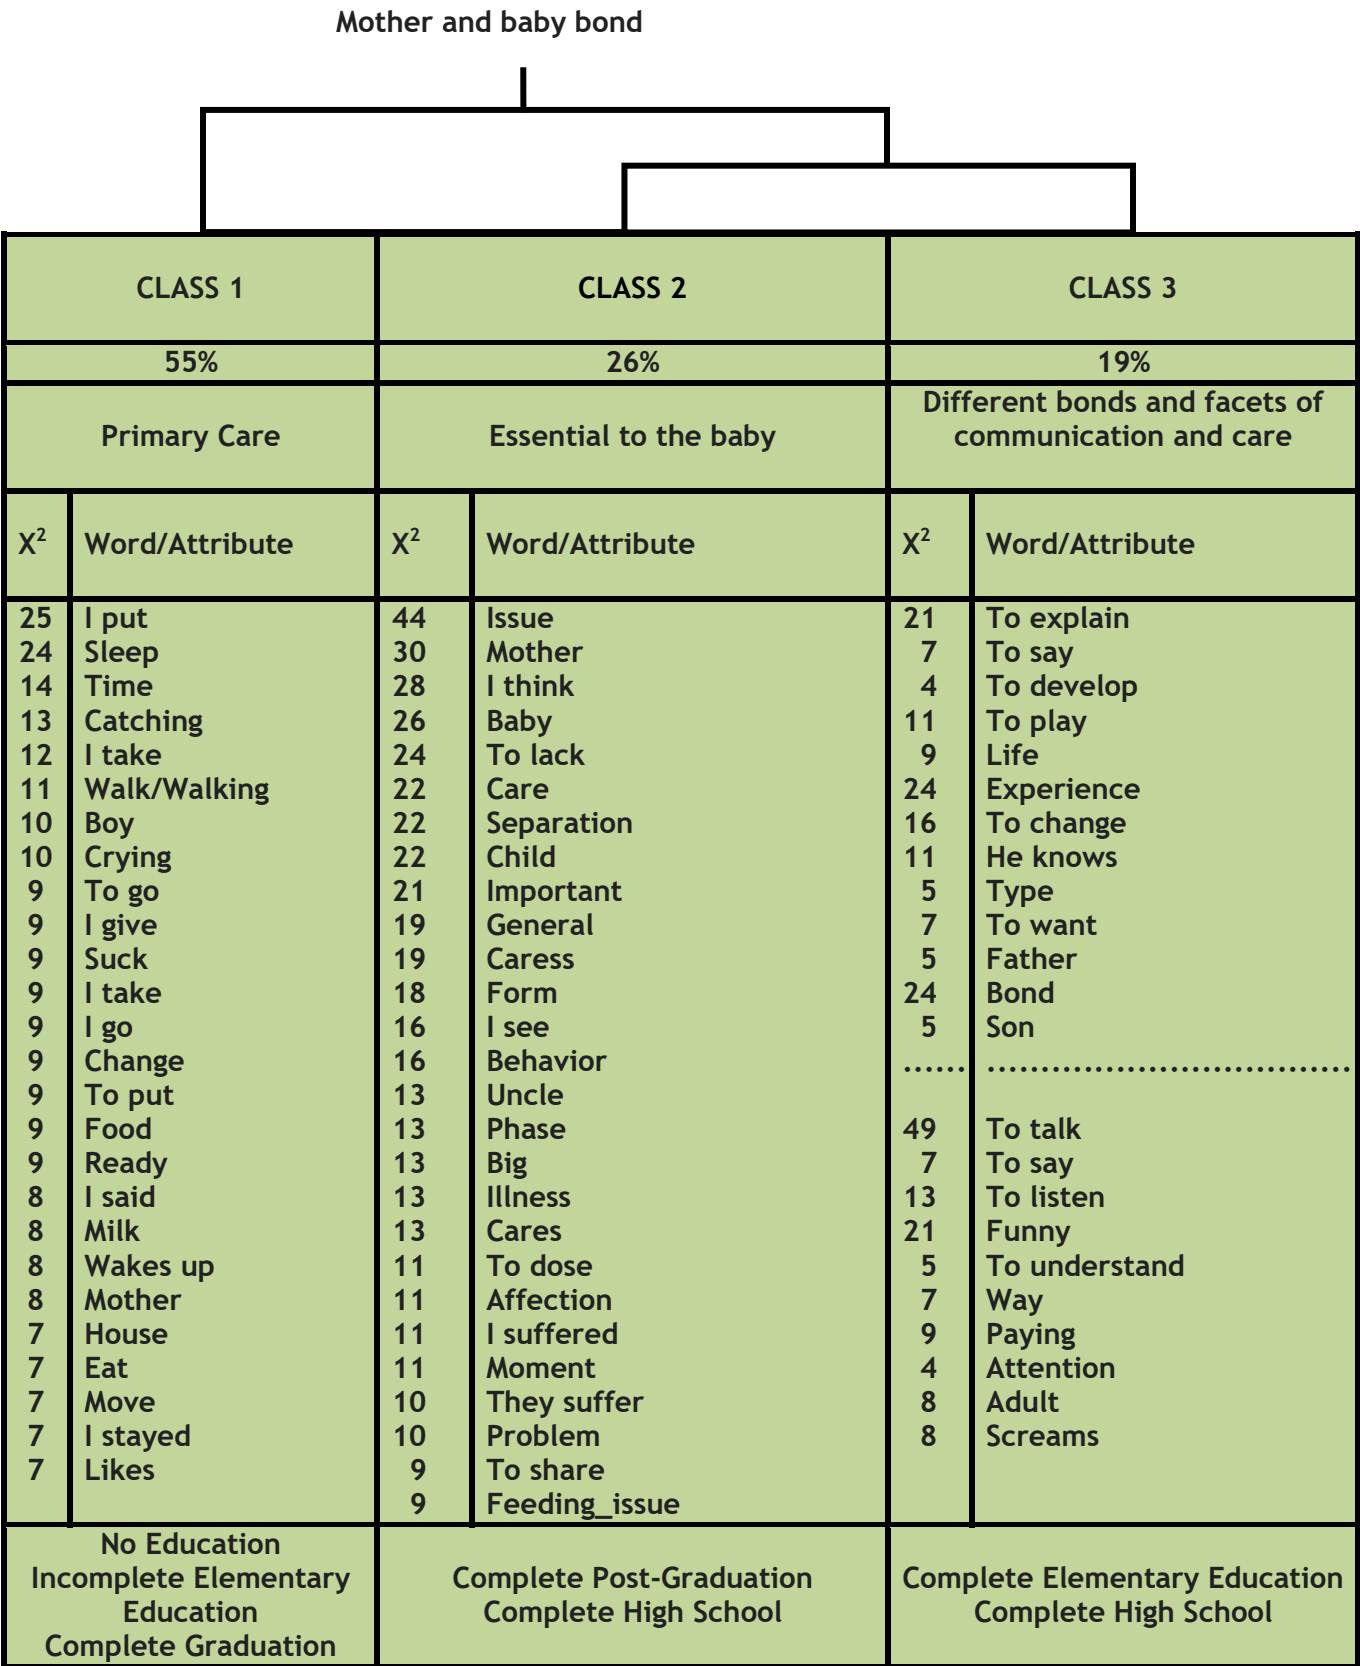 Mother and baby bond
CLASS 1 CLASS 2 CLASS 3
55% 26% 19%
Primary Care Essential to the baby Different bonds and facets of
communication and care
X² Word/Attribute X² Word/Attribute X² Word/Attribute
25 I put 44 Issue 21 To explain
24 Sleep 30 Mother 7 To say
14 Time 28 I think 4 To develop
13 Catching 26 Baby 11 To play
12 I take 24 To lack 9 Life
11 Walk/Walking 22 Care 24 Experience
10 Boy 22 Separation 16 To change
10 Crying 22 Child 11 He knows
9 To go 21 Important 5 Type
9 I give 19 General 7 To want
9 Suck 19 Caress 5 Father
9 I take 18 Form 24 Bond
9 I go 16 I see 5 Son
9 Change 16 Behavior ...... ..................................
9 To put 13 Uncle
9 Food 13 Phase 49 To talk
9 Ready 13 Big 7 To say
8 I said 13 Illness 13 To listen
8 Milk 13 Cares 21 Funny
8 Wakes up 11 To dose 5 To understand
8 Mother 11 Affection 7 Way
7 House 11 I suffered 9 Paying
7 Eat 11 Moment 4 Attention
7 Move 10 They suffer 8 Adult
7 I stayed 10 Problem 8 Screams
7 Likes 9 To share
9 Feeding_issue
No Education
Incomplete Elementary
Education
Complete Graduation
Complete Post-Graduation
Complete High School
Complete Elementary Education
Complete High School